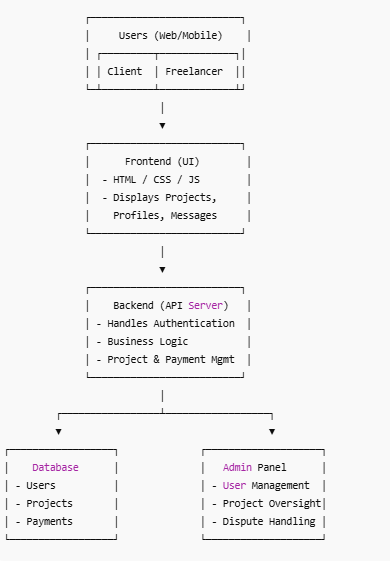 Users (Web/Mobile)
Client | Freelancer
Frontend (UI)
- HTML / CSS / JS
- Displays Projects,
Profiles, Messages
Backend (API Server)
- Handles Authentication
- Business Logic
- Project & Payment Mgmt
Database
- Users
- Projects
- Payments
Admin Panel
- User Management
- Project Oversight
- Dispute Handling